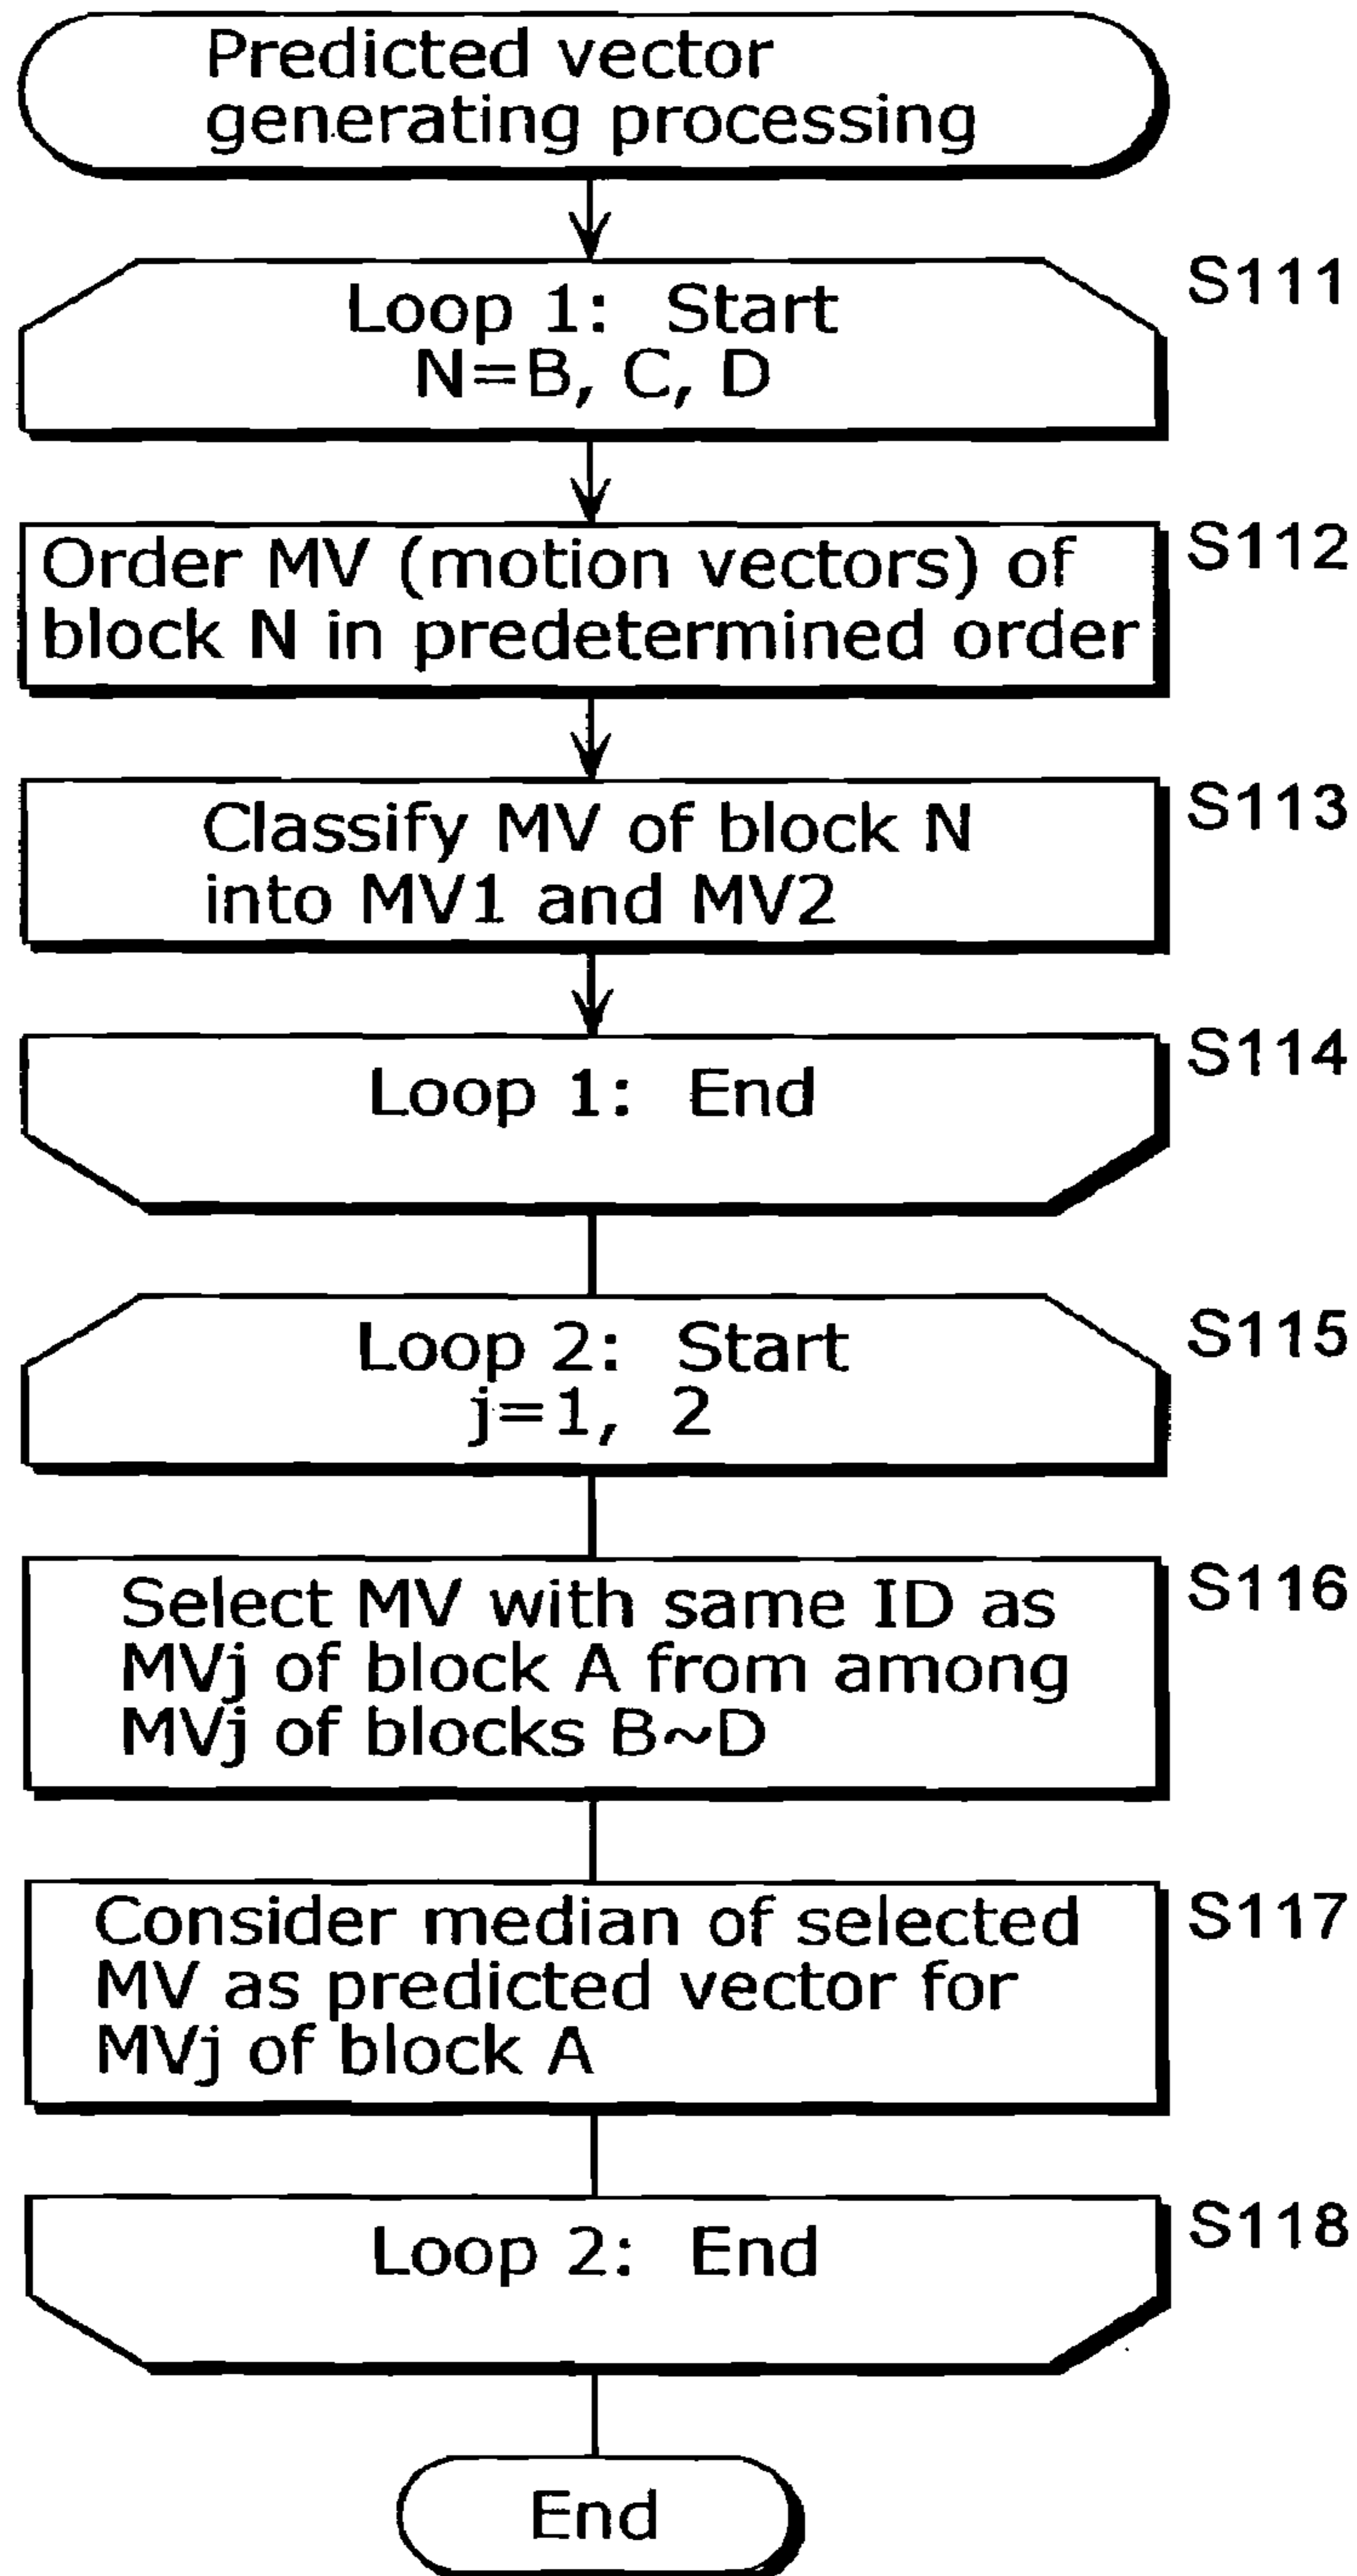 Predicted vector
generating processing
Loop 1: Start
N=B, C, D
S111
Order MV (motion vectors) of
block N in predetermined order
S112
Classify MV of block N
into MV1 and MV2
S113
Loop 1: End
S114
Loop 2: Start
j=1, 2
S115
Select MV with same ID as
MVj of block A from among
MVj of blocks B~D
S116
Consider median of selected
MV as predicted vector for
MVj of block A
S117
Loop 2: End
S118
End